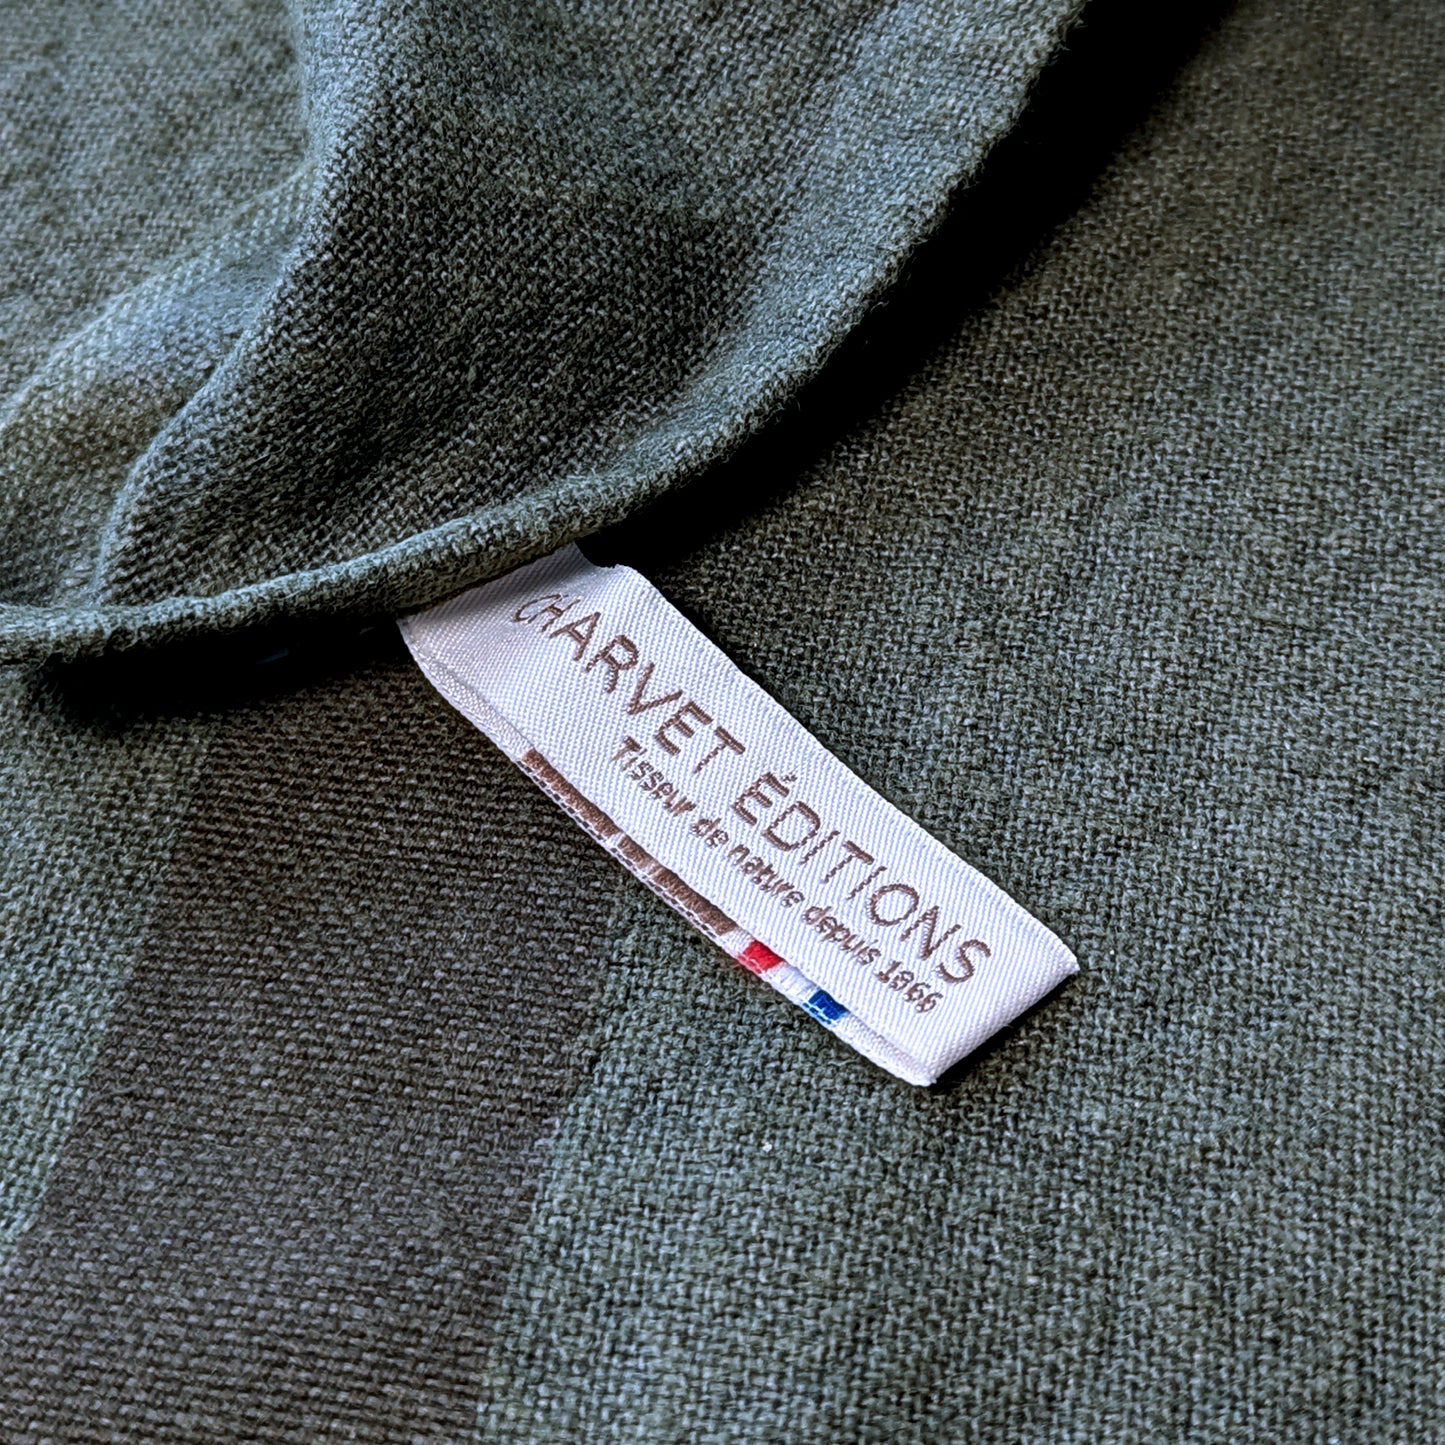 CHARVET ÉDITIONS
Tisseur de nature depuis 1866